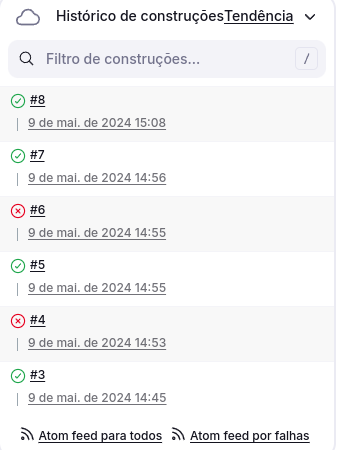 Histórico de construções Tendência
Filtro de construções... /
#8
9 de mai. de 2024 15:08
#7
9 de mai. de 2024 14:56
#6
9 de mai. de 2024 14:55
#5
9 de mai. de 2024 14:55
#4
9 de mai. de 2024 14:53
#3
9 de mai. de 2024 14:45
Atom feed para todos Atom feed por falhas